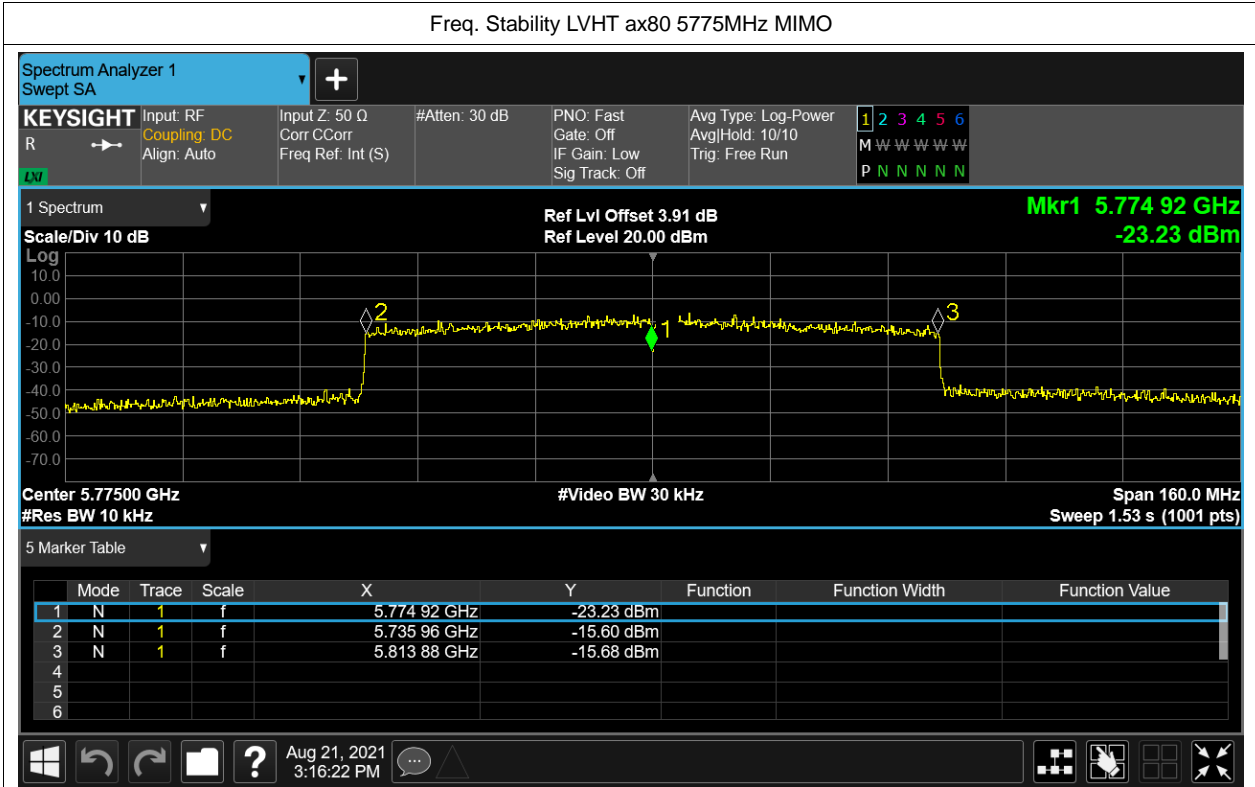 Freq. Stability LVHT ax80 5775MHz MIMO
Spectrum Analyzer 1
Swept SA
+
KEYSIGHT
R
LXI
Input: RF
Coupling: DC
Align: Auto
Input Z: 50 Ω
Corr CCorr
Freq Ref: Int (S)
#Atten: 30 dB
PNO: Fast
Gate: Off
IF Gain: Low
Sig Track: Off
Avg Type: Log-Power
Avg|Hold: 10/10
Trig: Free Run
1 2 3 4 5 6
M W W W W W
P N N N N N
1 Spectrum
Scale/Div 10 dB
Ref Lvl Offset 3.91 dB
Ref Level 20.00 dBm
Mkr1 5.774 92 GHz
-23.23 dBm
Log
10.0
0.00
-10.0
-20.0
-30.0
-40.0
-50.0
-60.0
-70.0
2
1
3
Center 5.77500 GHz
#Res BW 10 kHz
#Video BW 30 kHz
Span 160.0 MHz
Sweep 1.53 s (1001 pts)
5 Marker Table
Mode Trace Scale X Y Function Function Width Function Value
1 N 1 f 5.774 92 GHz -23.23 dBm
2 N 1 f 5.735 96 GHz -15.60 dBm
3 N 1 f 5.813 88 GHz -15.68 dBm
4
5
6
?
Aug 21, 2021
3:16:22 PM